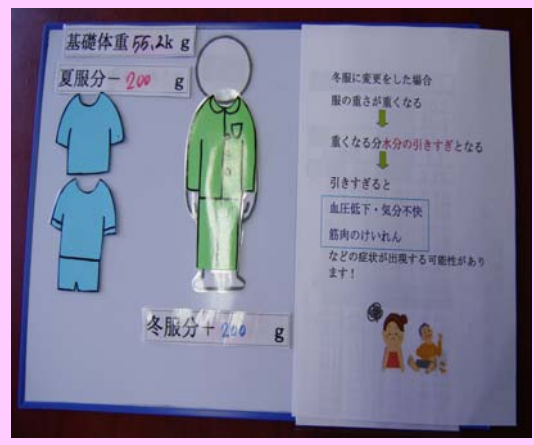 基礎体重55.2kg
夏服分－200 g
冬服分＋200 g
冬服に変更をした場合
服の重さが重くなる
重くなる分水分の引きすぎとなる
引きすぎると
血圧低下・気分不快
筋肉のけいれん
などの症状が出現する可能性があり
ます！